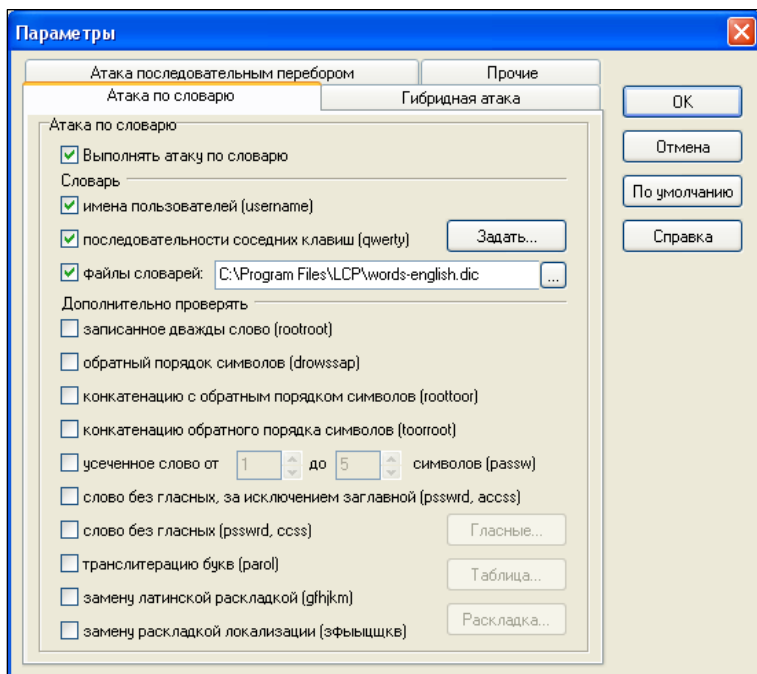 Параметры
Атака последовательным перебором
Прочие
Атака по словарю
Гибридная атака
Атака по словарю
Выполнять атаку по словарю
Словарь
имена пользователей (username)
последовательности соседних клавиш (qwerty)
Задать...
файлы словарей:
C:\Program Files\LCP\words-english.dic
...
Дополнительно проверять
записанное дважды слово (rootroot)
обратный порядок символов (drowssap)
конкатенацию с обратным порядком символов (roottoor)
конкатенацию обратного порядка символов (toorroot)
усеченное слово от 1 до 5 символов (passw)
слово без гласных, за исключением заглавной (psswrd, accss)
слово без гласных (psswrd, ccss)
Гласные...
транслитерацию букв (parol)
Таблица...
замену латинской раскладкой (gfhjkm)
Раскладка...
замену раскладкой локализации (зфыыцщкв)
OK
Отмена
По умолчанию
Справка